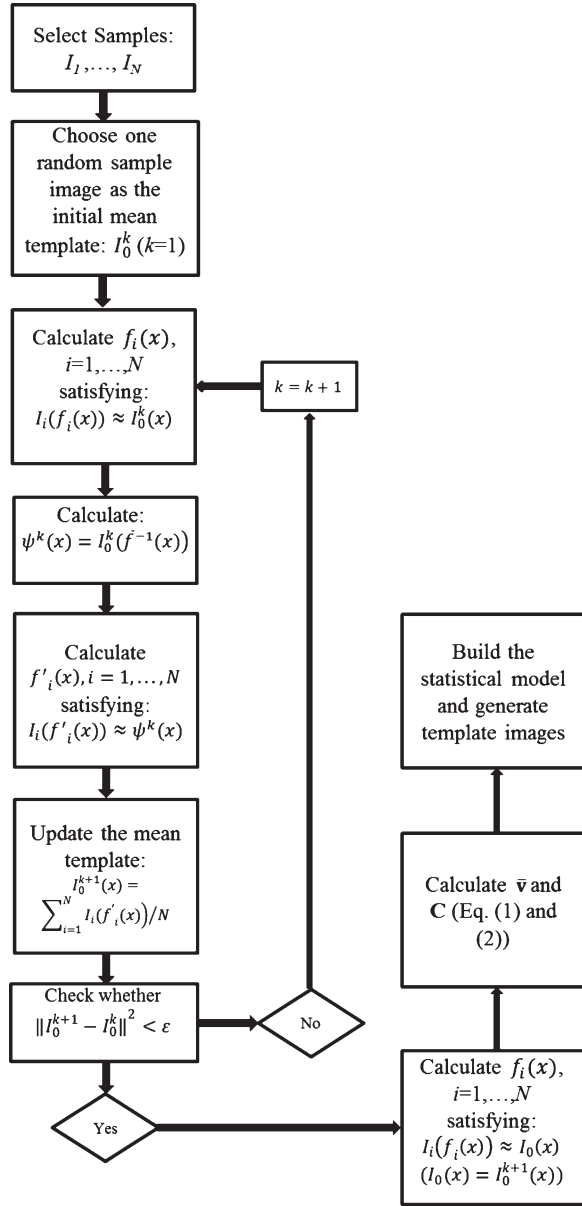 Select Samples:
I₁,…, I_N
Choose one
random sample
image as the
initial mean
template: I₀ᵏ (k=1)
Calculate fᵢ(x),
i=1,…,N
satisfying:
Iᵢ(fᵢ(x)) ≈ I₀ᵏ(x)
k = k + 1
Calculate:
ψᵏ(x) = I₀ᵏ(f̄⁻¹(x))
Calculate
f'ᵢ(x), i = 1, …, N
satisfying:
Iᵢ(f'ᵢ(x)) ≈ ψᵏ(x)
Update the mean
template:
I₀ᵏ⁺¹(x) =
∑ᵢ₌₁ᴺ Iᵢ(f'ᵢ(x))/N
Check whether
‖I₀ᵏ⁺¹ − I₀ᵏ‖² < ε
No
Yes
Calculate fᵢ(x),
i=1,…,N
satisfying:
Iᵢ(fᵢ(x)) ≈ I₀(x)
(I₀(x) = I₀ᵏ⁺¹(x))
Calculate v̄ and
C (Eq. (1) and
(2))
Build the
statistical model
and generate
template images